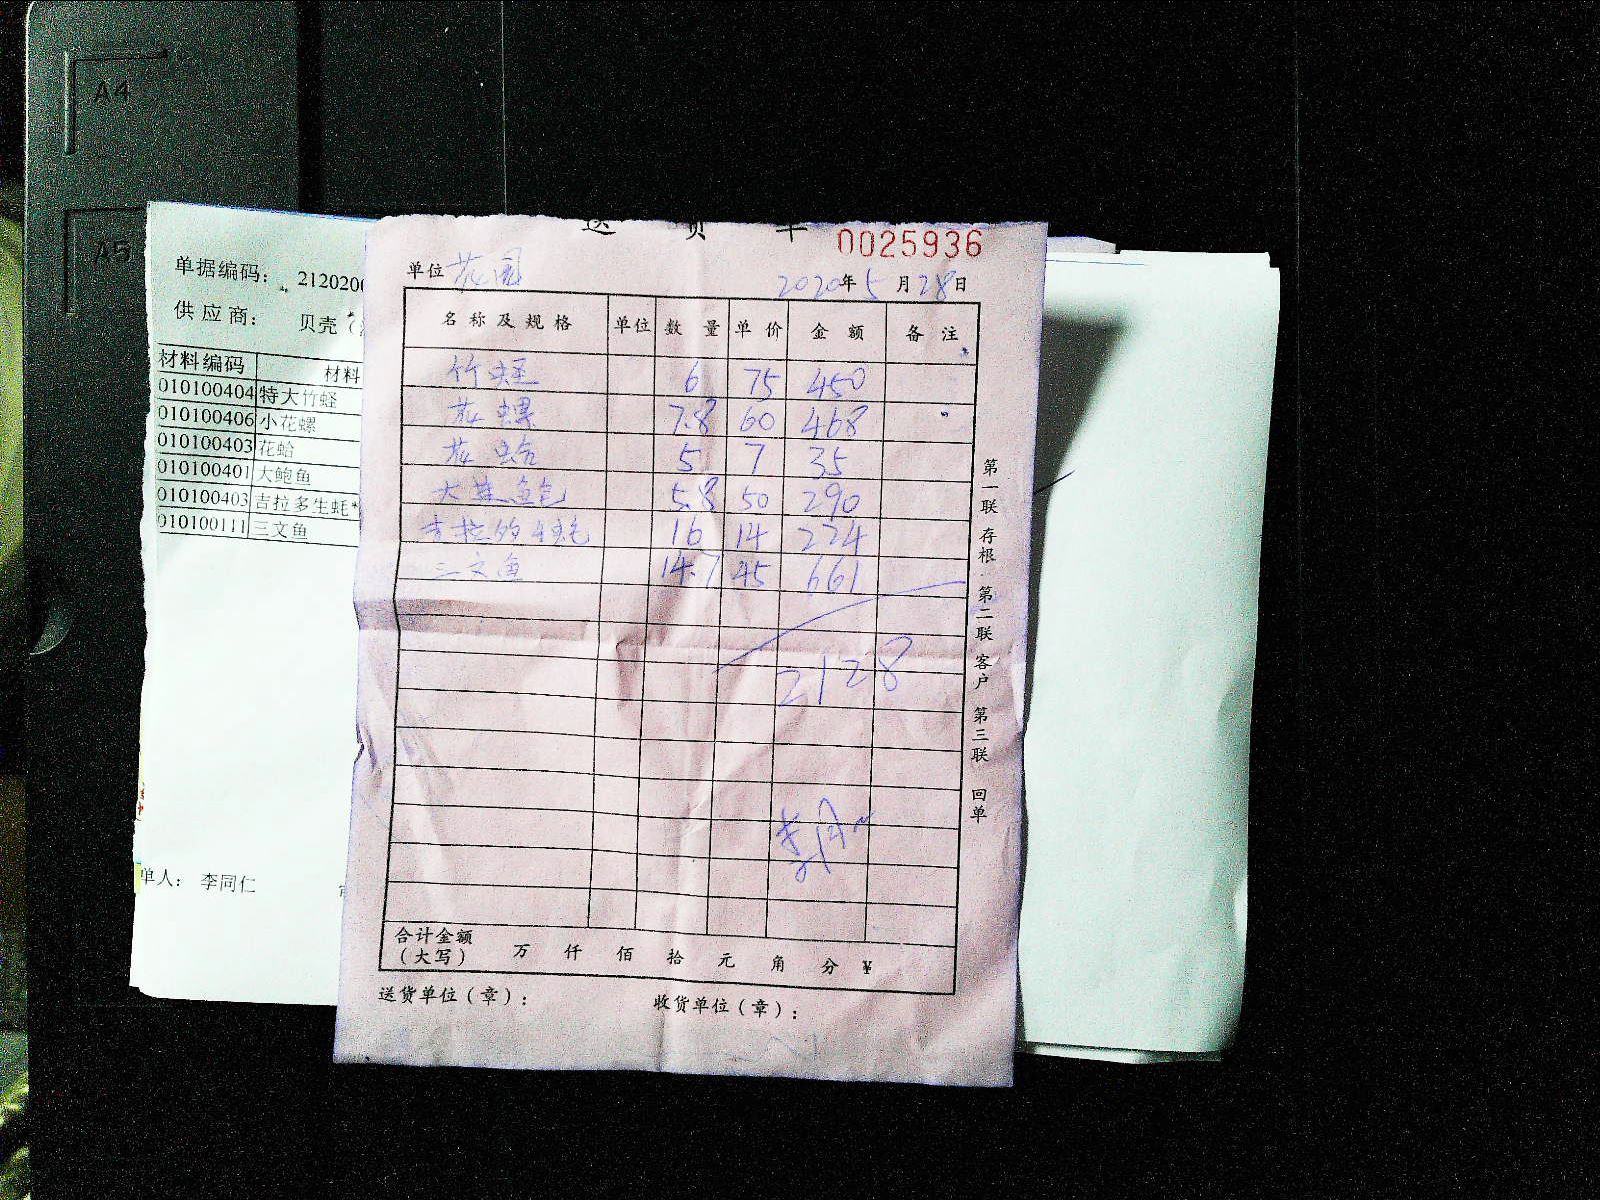 A4
A5
单据编码： 2120200
供应商： 贝壳（
材料编码 材料
010100404 特大竹蛏
010100406 小花螺
010100403 花蛤
010100401 大鲍鱼
010100403 吉拉多生蚝*
010100111 三文鱼
单人： 李同仁
送货单
0025936
单位 花园
2020年5月28日
名称及规格 单位 数量 单价 金额 备注
竹蛏 6 75 450
花螺 7.8 60 468
花蛤 5 7 35
大鲍 5.8 50 290
吉拉多生蚝 16 14 224
三文鱼 14.7 45 661
2128
合计金额（大写） 万 仟 佰 拾 元 角 分 ¥
送货单位（章）： 收货单位（章）：
第一联 存根 第二联 客户 第三联 回单